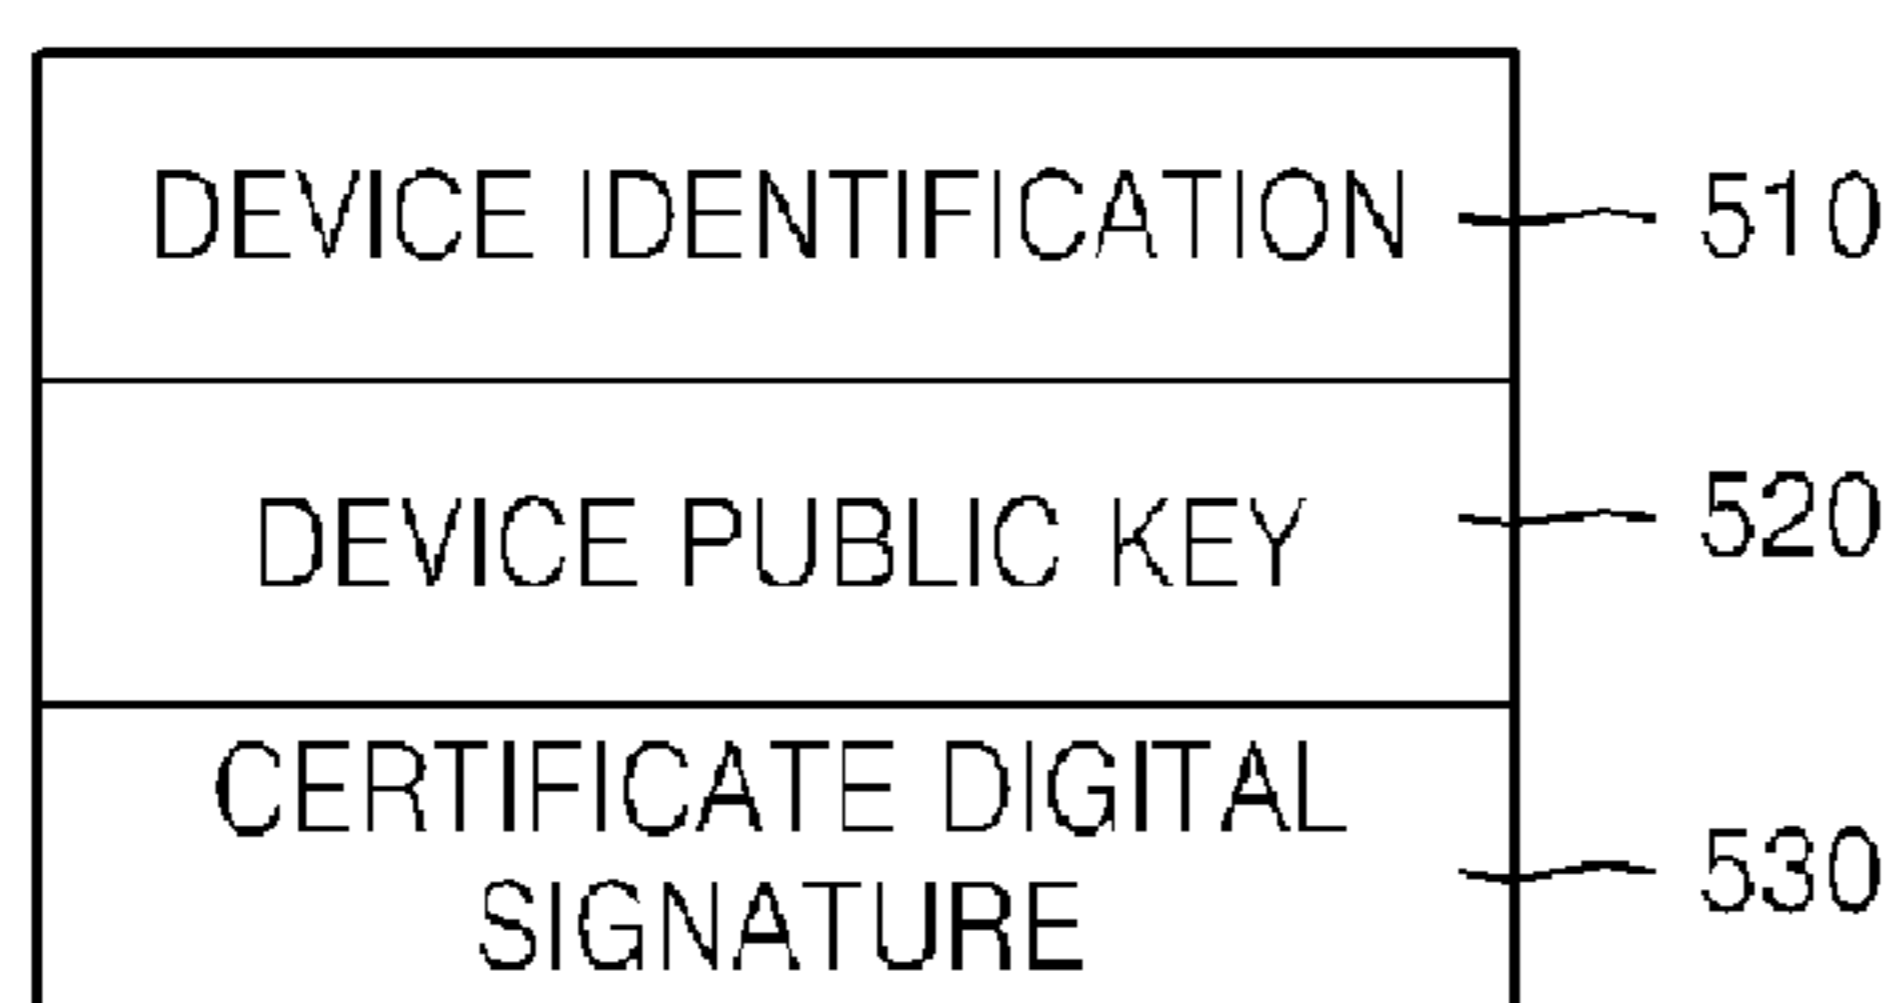 DEVICE IDENTIFICATION 510
DEVICE PUBLIC KEY 520
CERTIFICATE DIGITAL
SIGNATURE
530